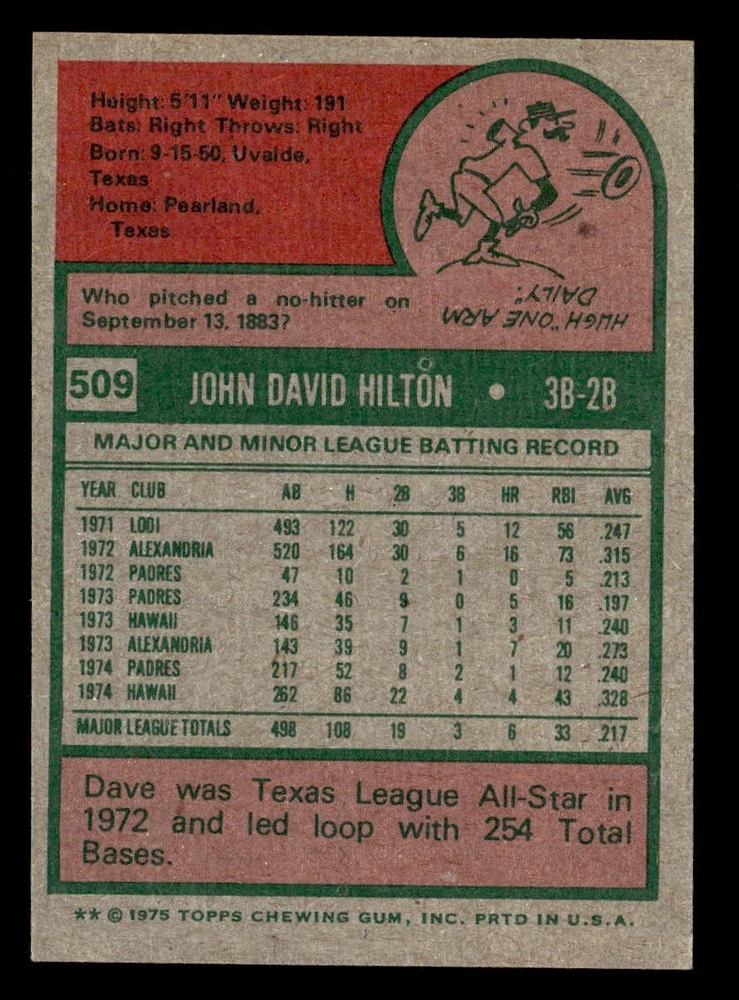 Height: 5'11" Weight: 191
Bats: Right Throws: Right
Born: 9-15-50, Uvalde,
Texas
Home: Pearland,
Texas
Who pitched a no-hitter on
September 13, 1883?
HUGH "ONE ARM
DAILY"
509 JOHN DAVID HILTON • 3B-2B
MAJOR AND MINOR LEAGUE BATTING RECORD
YEAR CLUB AB H 2B 3B HR RBI AVG
1971 LODI 493 122 30 5 12 56 .247
1972 ALEXANDRIA 520 164 30 6 16 73 .315
1972 PADRES 47 10 2 1 0 5 .213
1973 PADRES 234 46 9 0 5 16 .197
1973 HAWAII 146 35 7 1 3 11 .240
1973 ALEXANDRIA 143 39 9 1 7 20 .273
1974 PADRES 217 52 8 2 1 12 .240
1974 HAWAII 262 86 22 4 4 43 .328
MAJOR LEAGUE TOTALS 498 108 19 3 6 33 .217
Dave was Texas League All-Star in
1972 and led loop with 254 Total
Bases.
** © 1975 TOPPS CHEWING GUM, INC. PRTD IN U.S.A.